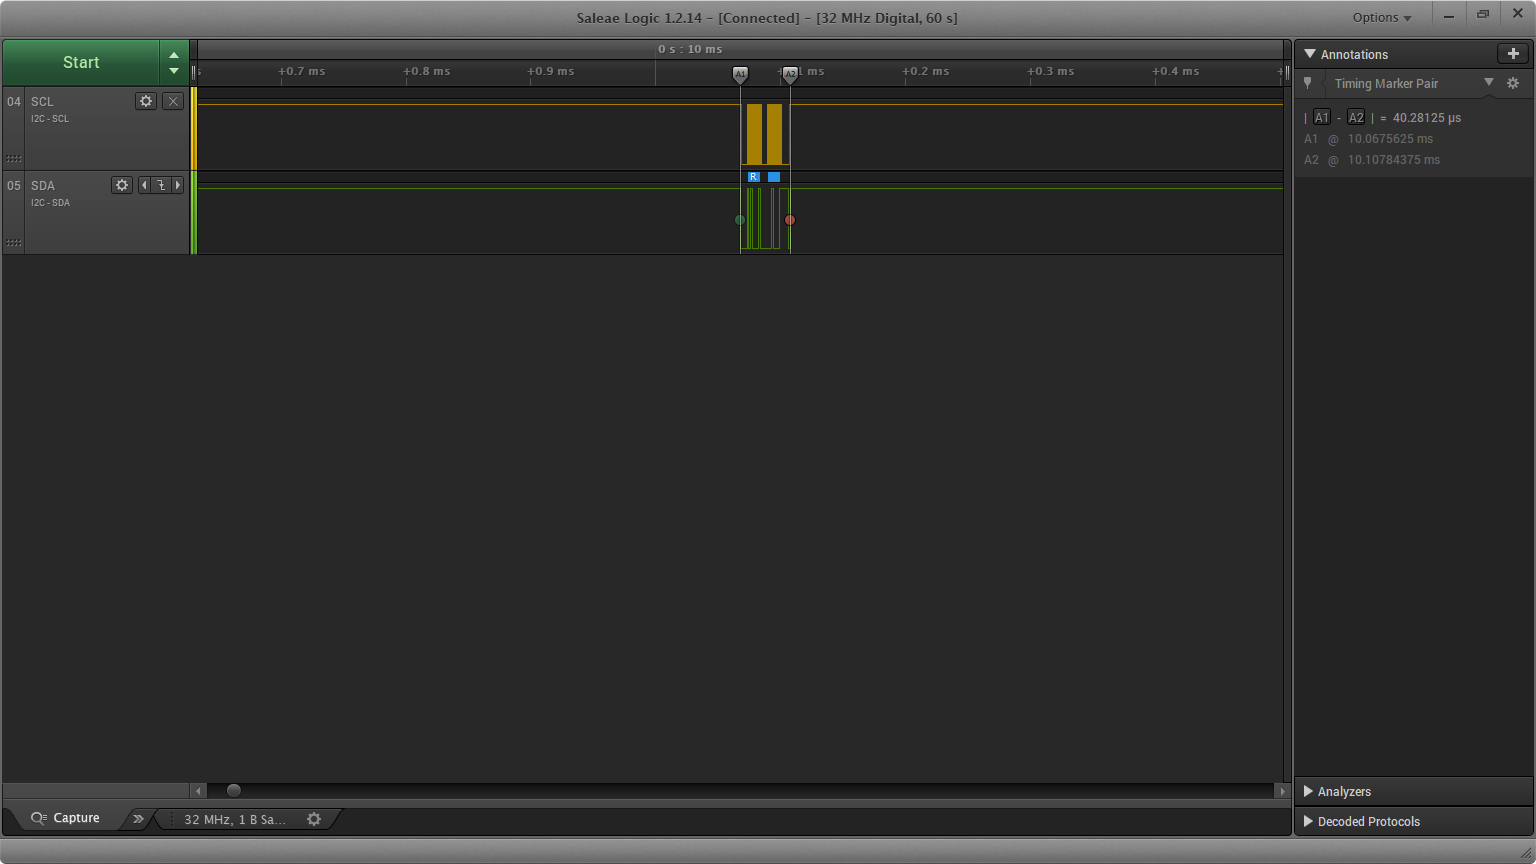 Saleae Logic 1.2.14 - [Connected] - [32 MHz Digital, 60 s]
Options
Start
0 s : 10 ms
s +0.7 ms +0.8 ms +0.9 ms A1 A2 1 ms +0.2 ms +0.3 ms +0.4 ms +
Annotations
Timing Marker Pair
| A1 - A2 | = 40.28125 µs
A1 @ 10.0675625 ms
A2 @ 10.10784375 ms
04 SCL
I2C - SCL
R
05 SDA
I2C - SDA
Analyzers
Decoded Protocols
Capture
32 MHz, 1 B Sa...